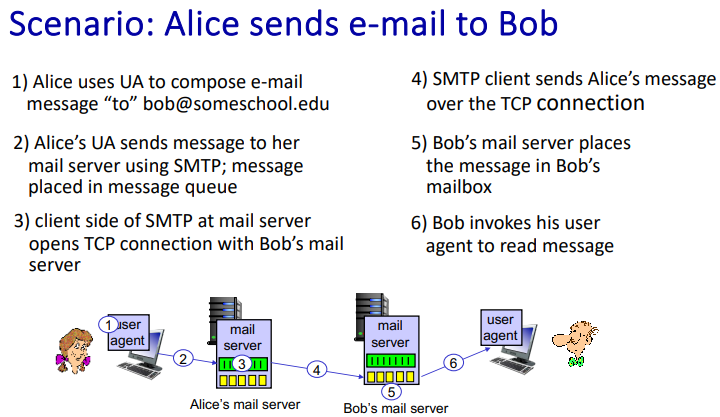 Scenario: Alice sends e-mail to Bob
1) Alice uses UA to compose e-mail
message “to” bob@someschool.edu
2) Alice’s UA sends message to her
mail server using SMTP; message
placed in message queue
3) client side of SMTP at mail server
opens TCP connection with Bob’s mail
server
4) SMTP client sends Alice’s message
over the TCP connection
5) Bob’s mail server places
the message in Bob’s
mailbox
6) Bob invokes his user
agent to read message
1 user
agent
2
mail
server
3
4
mail
server
5
6
user
agent
Alice’s mail server
Bob’s mail server